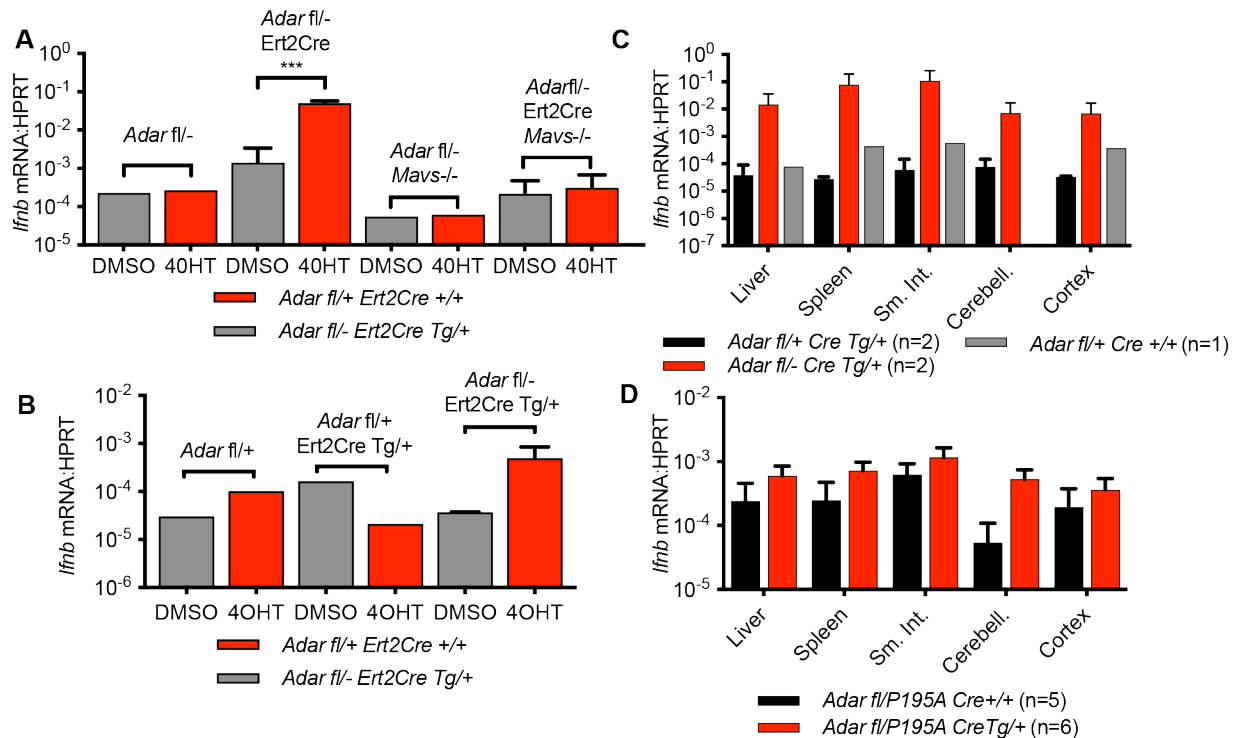 A
Ifnb mRNA:HPRT
10^0
10^-1
10^-2
10^-3
10^-4
10^-5
Adar fl/-
Adar fl/-
Ert2Cre
***
Adar fl/-
Mavs-/-
Adarfl/-
Ert2Cre
Mavs-/-
DMSO 40HT DMSO 40HT DMSO 40HT DMSO 40HT
Adar fl/+ Ert2Cre +/+
Adar fl/- Ert2Cre Tg/+
B
Ifnb mRNA:HPRT
10^-2
10^-3
10^-4
10^-5
10^-6
Adar fl/+
Adar fl/+
Ert2Cre Tg/+
Adar fl/-
Ert2Cre Tg/+
DMSO 4OHT DMSO 4OHT DMSO 4OHT
Adar fl/+ Ert2Cre +/+
Adar fl/- Ert2Cre Tg/+
C
Ifnb mRNA:HPRT
10^0
10^-1
10^-2
10^-3
10^-4
10^-5
10^-6
10^-7
Liver Spleen Sm. Int. Cerebell. Cortex
Adar fl/+ Cre Tg/+ (n=2) Adar fl/+ Cre +/+ (n=1)
Adar fl/- Cre Tg/+ (n=2)
D
Ifnb mRNA:HPRT
10^-2
10^-3
10^-4
10^-5
Liver Spleen Sm. Int. Cerebell. Cortex
Adar fl/P195A Cre+/+ (n=5)
Adar fl/P195A CreTg/+ (n=6)